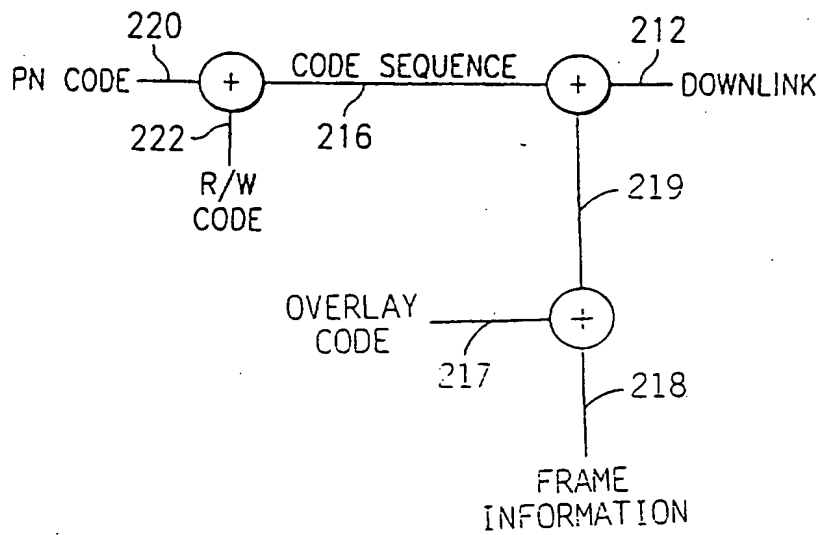 220
PN CODE
+
CODE SEQUENCE
+
212
DOWNLINK
222
216
R/W
CODE
219
OVERLAY
CODE
÷
217
218
FRAME
INFORMATION